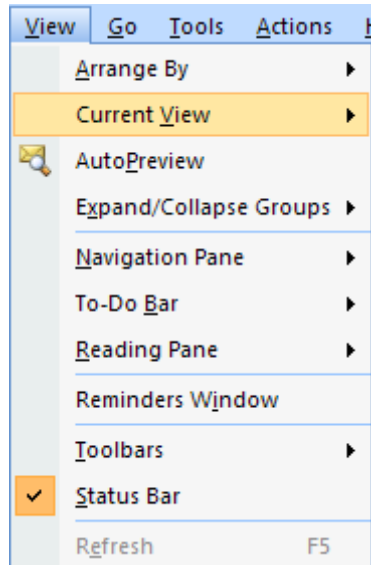 View Go Tools Actions
Arrange By
Current View
AutoPreview
Expand/Collapse Groups
Navigation Pane
To-Do Bar
Reading Pane
Reminders Window
Toolbars
Status Bar
Refresh F5